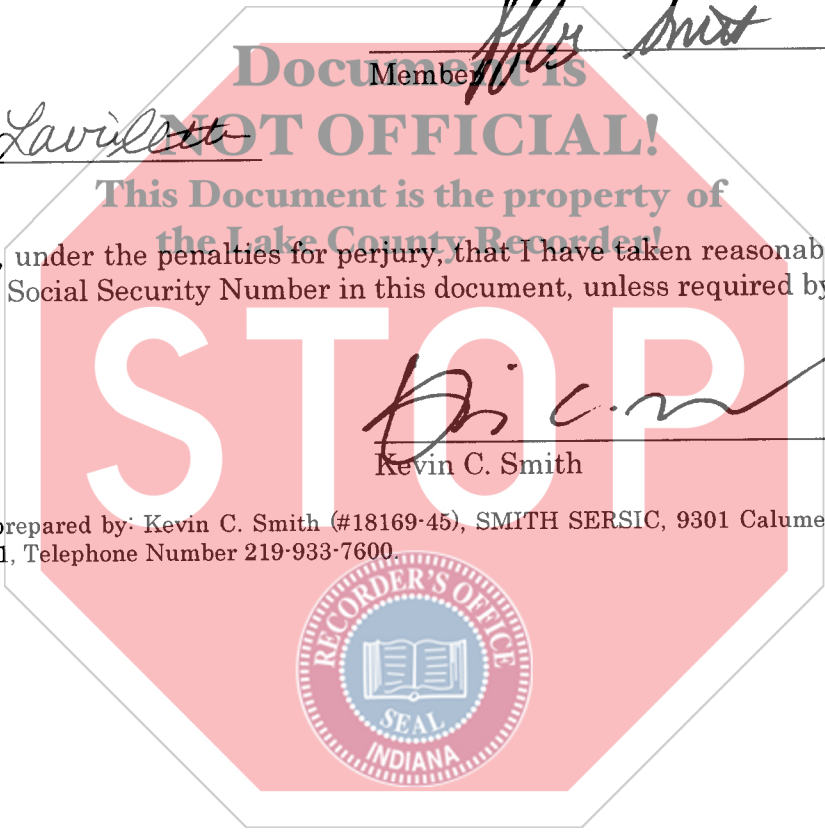 Smith
Document is
Member
NOT OFFICIAL!
This Document is the property of
the Lake County Recorder!
, under the penalties for perjury, that I have taken reasonab
Social Security Number in this document, unless required by
STOP
Kevin C. Smith
prepared by: Kevin C. Smith (#18169-45), SMITH SERSIC, 9301 Calume
1, Telephone Number 219-933-7600.
RECORDER'S OFFICE
SEAL
INDIANA